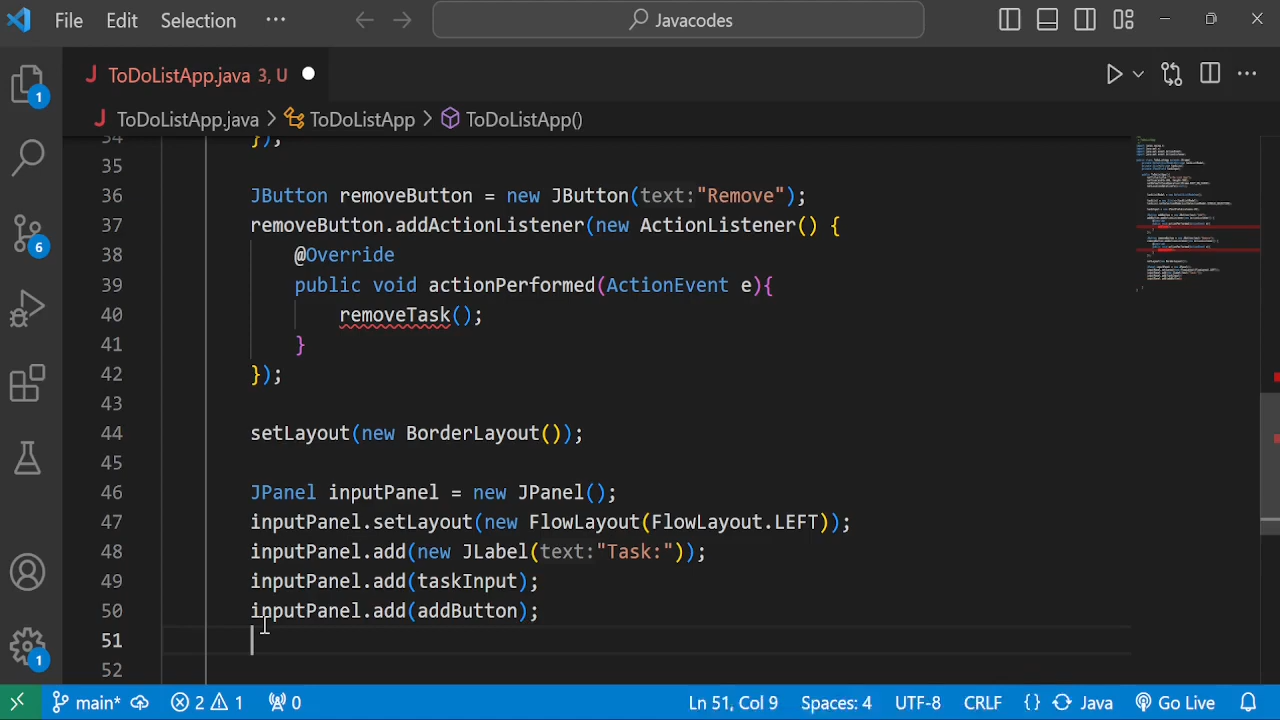 File Edit Selection ··· Javacodes
ToDoListApp.java 3, U
ToDoListApp.java > ToDoListApp > ToDoListApp()
34 });
35
36 JButton removeButton = new JButton(text:"Remove");
37 removeButton.addActionListener(new ActionListener() {
38 @Override
39 public void actionPerformed(ActionEvent e){
40 removeTask();
41 }
42 });
43
44 setLayout(new BorderLayout());
45
46 JPanel inputPanel = new JPanel();
47 inputPanel.setLayout(new FlowLayout(FlowLayout.LEFT));
48 inputPanel.add(new JLabel(text:"Task:"));
49 inputPanel.add(taskInput);
50 inputPanel.add(addButton);
51
52
1
6
1
main* 2 1 0 Ln 51, Col 9 Spaces: 4 UTF-8 CRLF {} Java Go Live